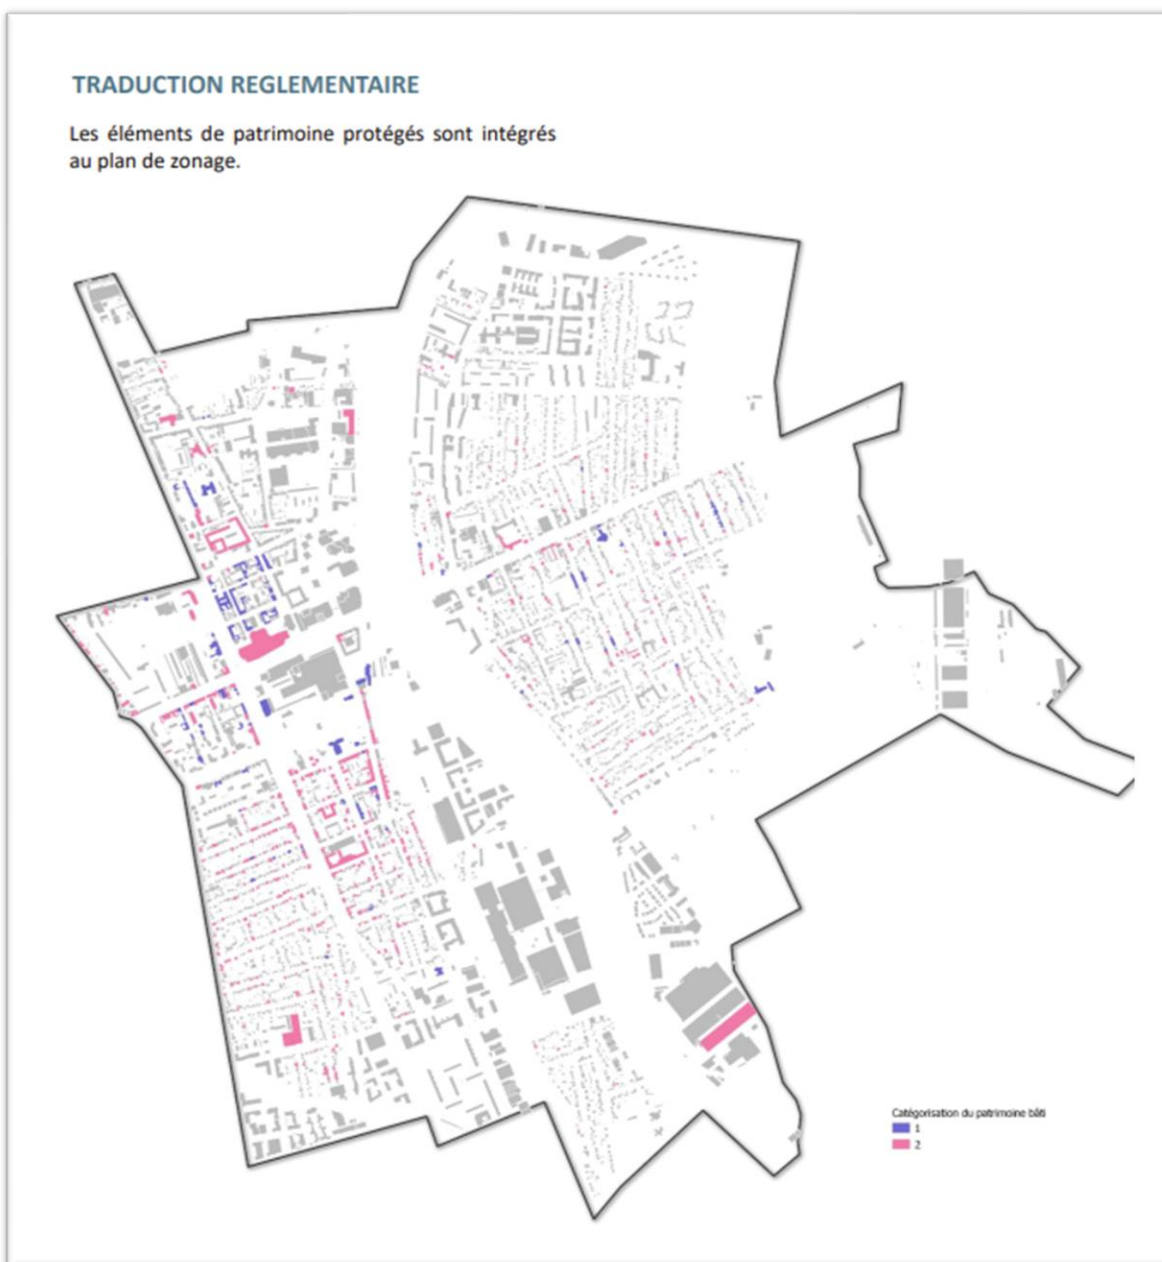 TRADUCTION REGLEMENTAIRE
Les éléments de patrimoine protégés sont intégrés
au plan de zonage.
Catégorisation du patrimoine bâti
1
2